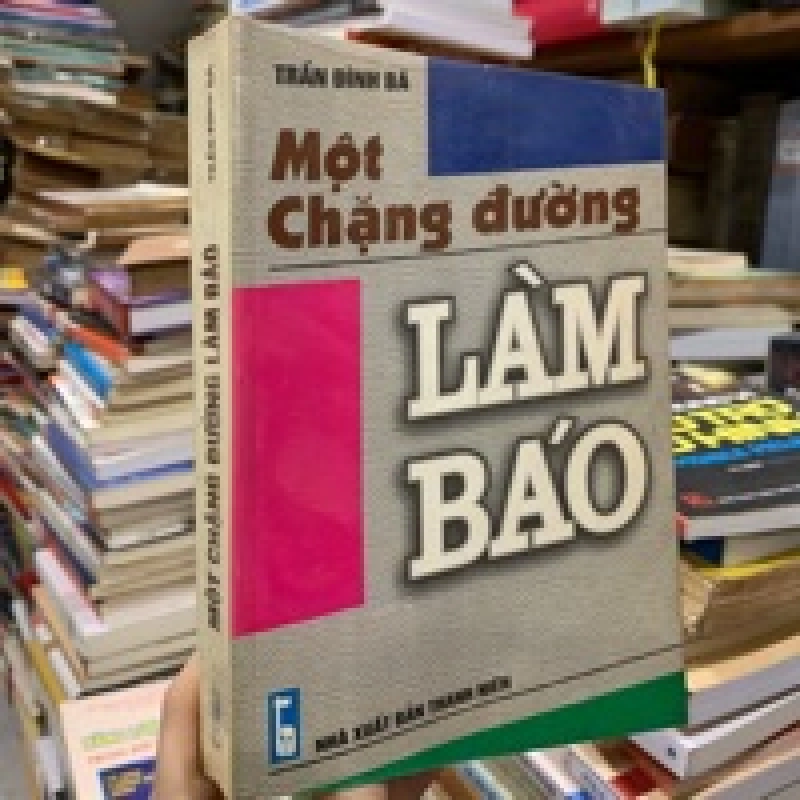 TRẦN ĐÌNH BÁ
Một
Chặng đường
LÀM
BÁO
NHÀ XUẤT BẢN THANH NIÊN
MỘT CHẶNG ĐƯỜNG LÀM BÁO